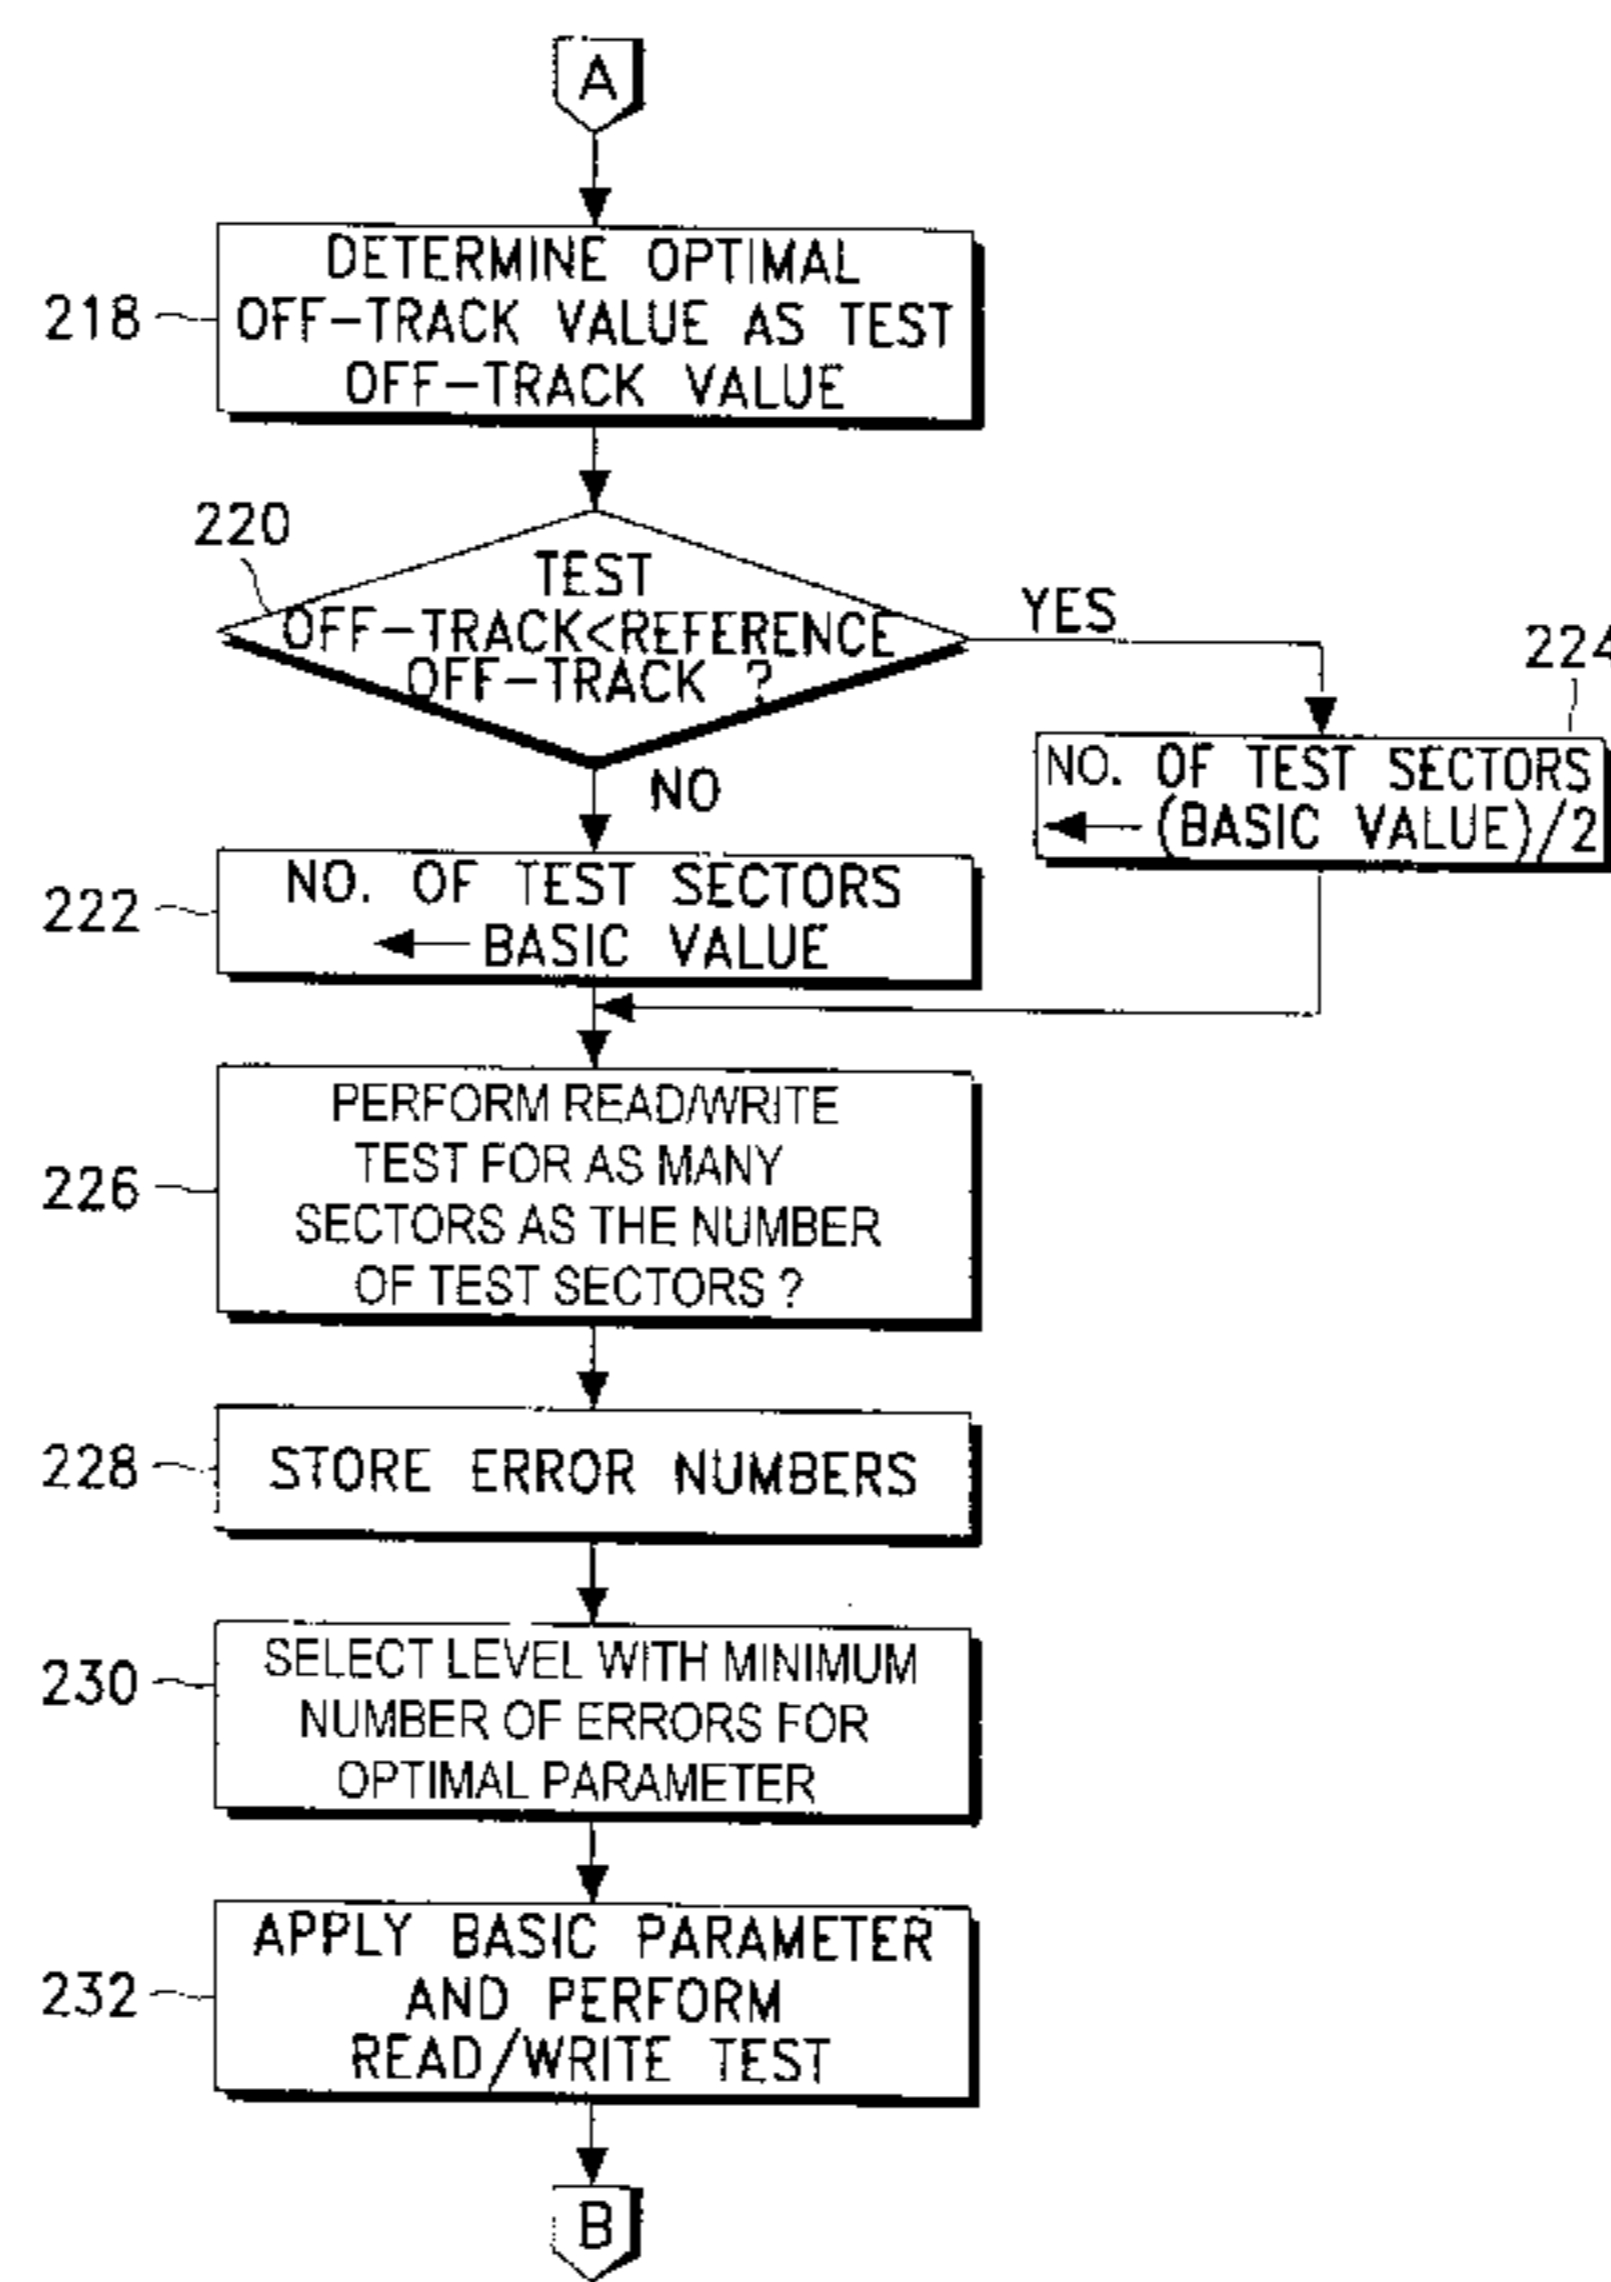 A
DETERMINE OPTIMAL
218
OFF-TRACK VALUE AS TEST
OFF-TRACK VALUE
220
TEST
OFF-TRACK<REFERENCE
OFF-TRACK ?
YES
NO
224
NO. OF TEST SECTORS
← (BASIC VALUE)/2
222
NO. OF TEST SECTORS
← BASIC VALUE
226
PERFORM READ/WRITE
TEST FOR AS MANY
SECTORS AS THE NUMBER
OF TEST SECTORS ?
228
STORE ERROR NUMBERS
230
SELECT LEVEL WITH MINIMUM
NUMBER OF ERRORS FOR
OPTIMAL PARAMETER
232
APPLY BASIC PARAMETER
AND PERFORM
READ/WRITE TEST
B